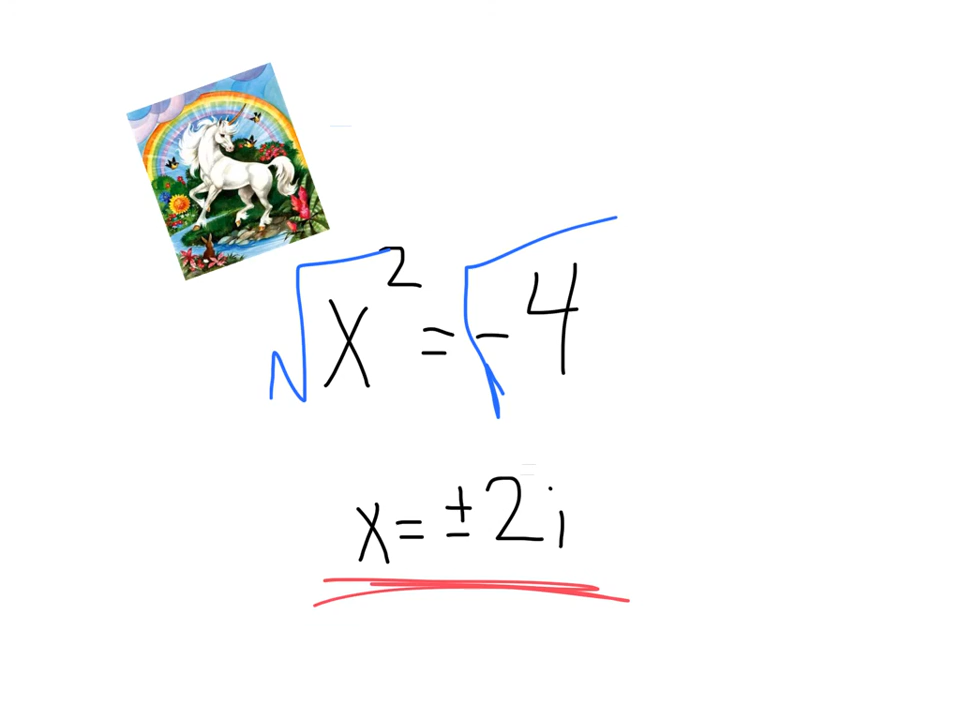 √x² = √-4
x = ± 2i